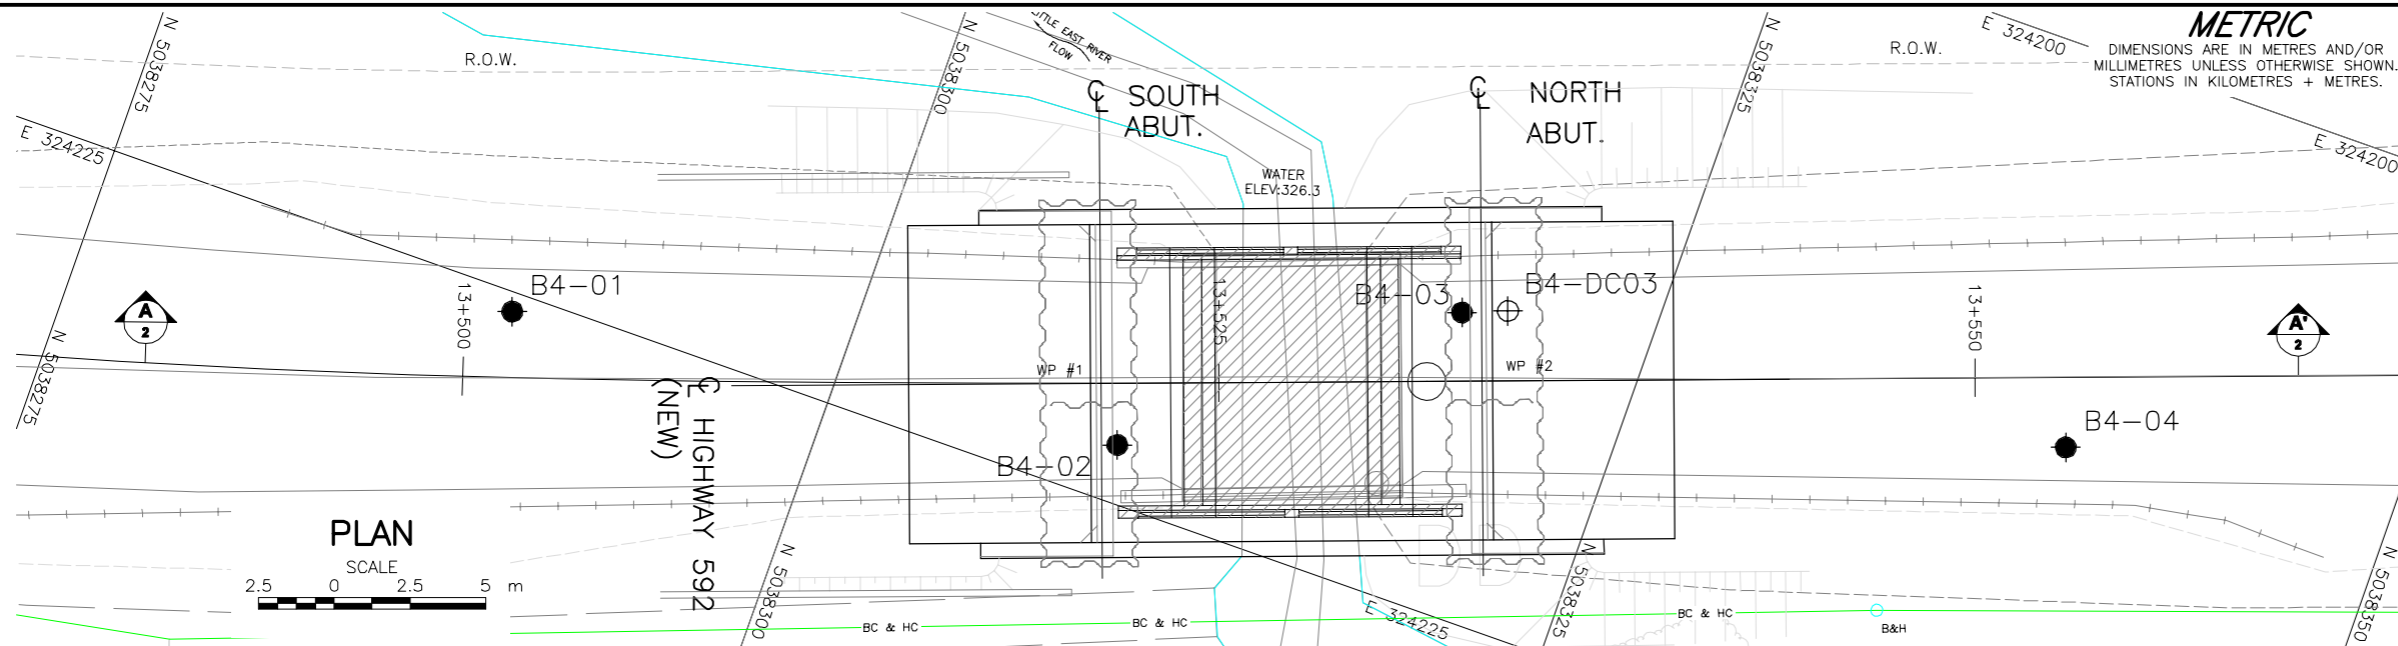 METRIC
DIMENSIONS ARE IN METRES AND/OR
MILLIMETRES UNLESS OTHERWISE SHOWN.
STATIONS IN KILOMETRES + METRES.
N 5038275
R.O.W.
N 5038300
EAST RIVER
FLOW
N 5038325
R.O.W.
E 324200
E 324200
E 324225
℄ SOUTH
ABUT.
℄ NORTH
ABUT.
WATER
ELEV:326.3
B4-01
B4-03
B4-DC03
13+500
13+525
13+550
A
2
A'
2
N 5038275
WP #1
WP #2
℄ HIGHWAY 592
(NEW)
B4-02
B4-04
PLAN
SCALE
2.5 0 2.5 5 m
N 5038300
N 5038325
N 5038350
E 324225
BC & HC
BC & HC
BC & HC
B&H